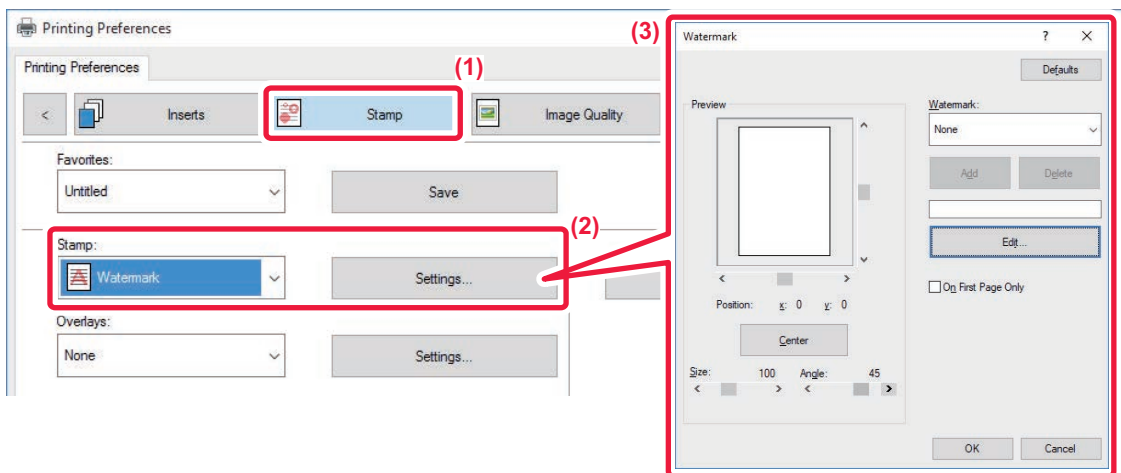 Printing Preferences
Printing Preferences
(1)
< Inserts Stamp Image Quality
Favorites:
Untitled Save
(2)
Stamp:
Watermark Settings...
Overlays:
None Settings...
(3)
Watermark ? X
Defaults
Preview
Watermark:
None
Add Delete
Edit...
On First Page Only
Position: x: 0 y: 0
Center
Size: 100 Angle: 45
< > < >
OK Cancel